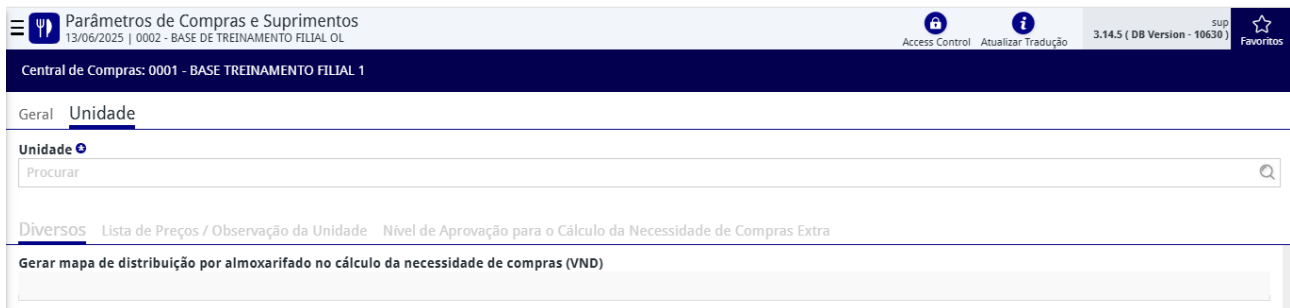 Parâmetros de Compras e Suprimentos
13/06/2025 | 0002 - BASE DE TREINAMENTO FILIAL OL
Access Control
Atualizar Tradução
sup
3.14.5 ( DB Version - 10630 )
Favoritos
Central de Compras: 0001 - BASE TREINAMENTO FILIAL 1
Geral Unidade
Unidade
Procurar
Diversos Lista de Preços / Observação da Unidade Nível de Aprovação para o Cálculo da Necessidade de Compras Extra
Gerar mapa de distribuição por almoxarifado no cálculo da necessidade de compras (VND)